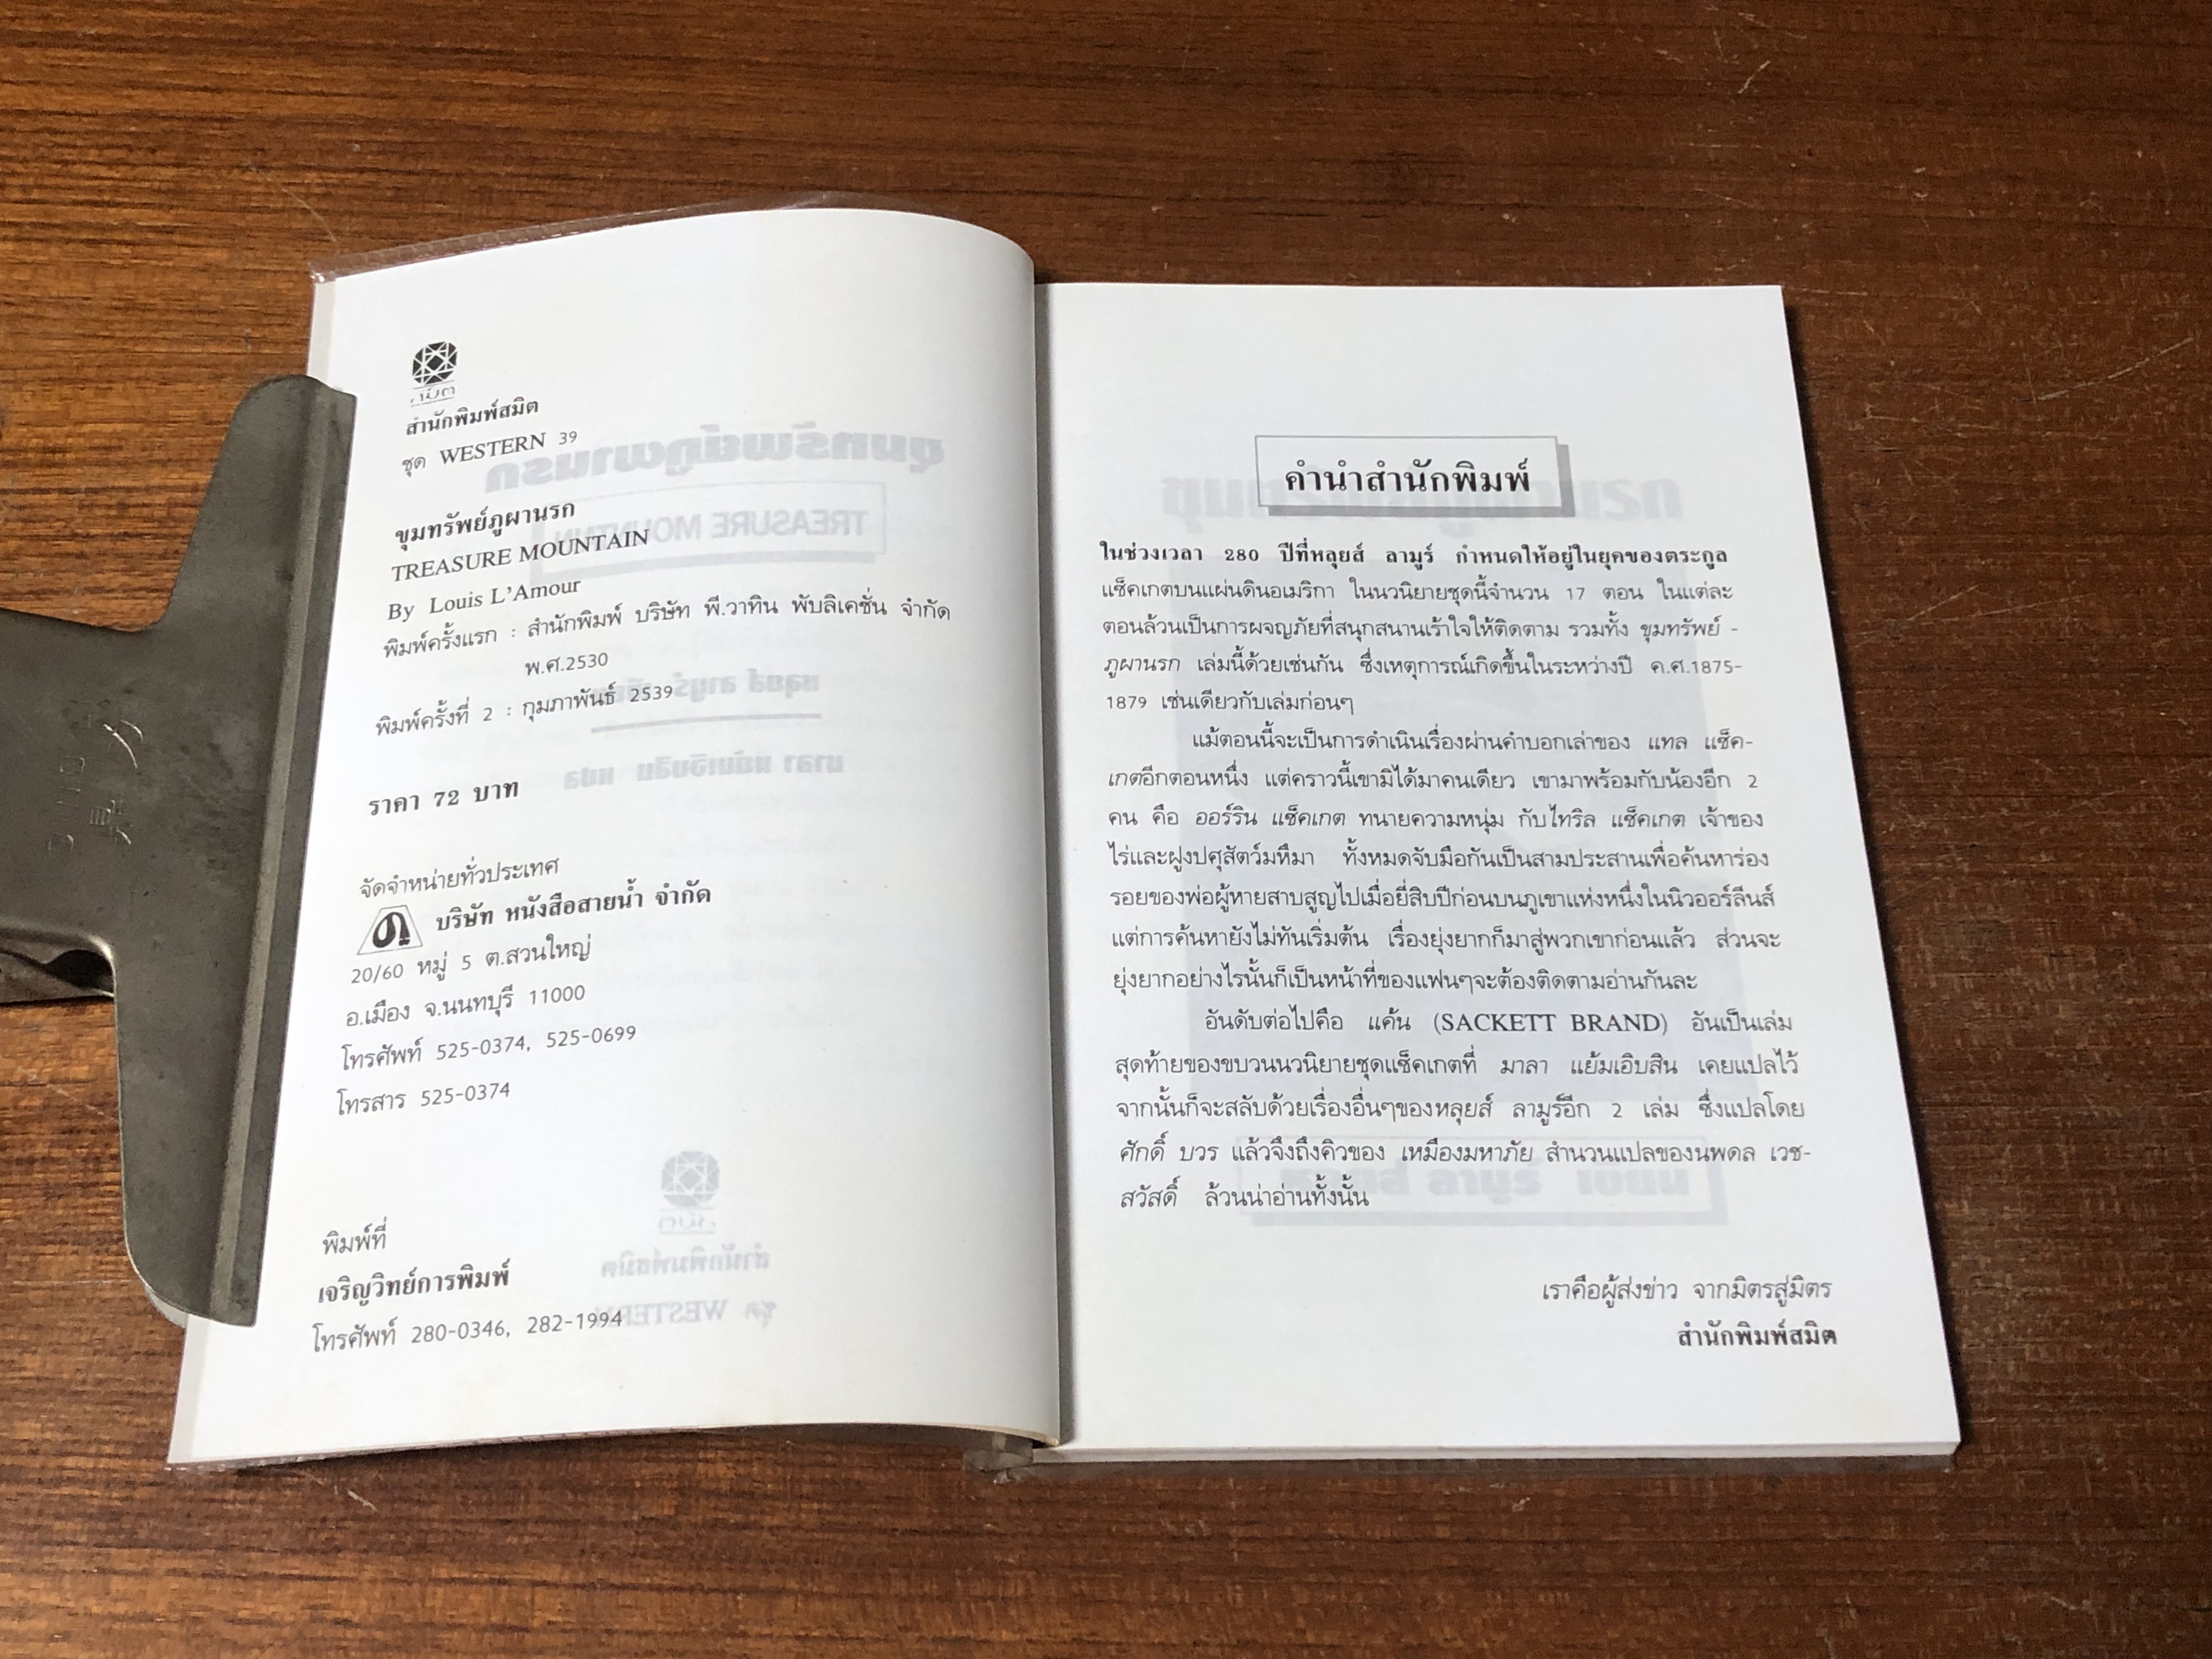 สำนักพิมพ์สมิต
ชุด WESTERN 39
ขุมทรัพย์ภูผานรก
TREASURE MOUNTAIN
By Louis L'Amour
พิมพ์ครั้งแรก : สำนักพิมพ์ บริษัท พี.วาทิน พับลิเคชั่น จำกัด
พ.ศ.2530
พิมพ์ครั้งที่ 2 : กุมภาพันธ์ 2539
ราคา 72 บาท
จัดจำหน่ายทั่วประเทศ
บริษัท หนังสือสายน้ำ จำกัด
20/60 หมู่ 5 ต.สวนใหญ่
อ.เมือง จ.นนทบุรี 11000
โทรศัพท์ 525-0374, 525-0699
โทรสาร 525-0374
พิมพ์ที่
เจริญวิทย์การพิมพ์
โทรศัพท์ 280-0346, 282-1994
คำนำสำนักพิมพ์
ในช่วงเวลา 280 ปีที่หลุยส์ ลามูร์ กำหนดให้อยู่ในยุคของตระกูล
แซ็คเกตบนแผ่นดินอเมริกา ในนวนิยายชุดนี้จำนวน 17 ตอน ในแต่ละ
ตอนล้วนเป็นการผจญภัยที่สนุกสนานเร้าใจให้ติดตาม รวมทั้ง ขุมทรัพย์ -
ภูผานรก เล่มนี้ด้วยเช่นกัน ซึ่งเหตุการณ์เกิดขึ้นในระหว่างปี ค.ศ.1875-
1879 เช่นเดียวกับเล่มก่อนๆ
แม้ตอนนี้จะเป็นการดำเนินเรื่องผ่านคำบอกเล่าของ แทล แซ็ค-
เกตอีกตอนหนึ่ง แต่คราวนี้เขามิได้มาคนเดียว เขามาพร้อมกับน้องอีก 2
คน คือ ออร์ริน แซ็คเกต ทนายความหนุ่ม กับไทริล แซ็คเกต เจ้าของ
ไร่และฝูงปศุสัตว์มหึมา ทั้งหมดจับมือกันเป็นสามประสานเพื่อค้นหาร่อง
รอยของพ่อผู้หายสาบสูญไปเมื่อยี่สิบปีก่อนบนภูเขาแห่งหนึ่งในนิวออร์ลีนส์
แต่การค้นหายังไม่ทันเริ่มต้น เรื่องยุ่งยากก็มาสู่พวกเขาก่อนแล้ว ส่วนจะ
ยุ่งยากอย่างไรนั้นก็เป็นหน้าที่ของแฟนๆจะต้องติดตามอ่านกันละ
อันดับต่อไปคือ แค้น (SACKETT BRAND) อันเป็นเล่ม
สุดท้ายของขบวนนวนิยายชุดแซ็คเกตที่ มาลา แย้มเอิบสิน เคยแปลไว้
จากนั้นก็จะสลับด้วยเรื่องอื่นๆของหลุยส์ ลามูร์อีก 2 เล่ม ซึ่งแปลโดย
ศักดิ์ บวร แล้วจึงถึงคิวของ เหมืองมหาภัย สำนวนแปลของนพดล เวช-
สวัสดิ์ ล้วนน่าอ่านทั้งนั้น
เราคือผู้ส่งข่าว จากมิตรสู่มิตร
สำนักพิมพ์สมิต